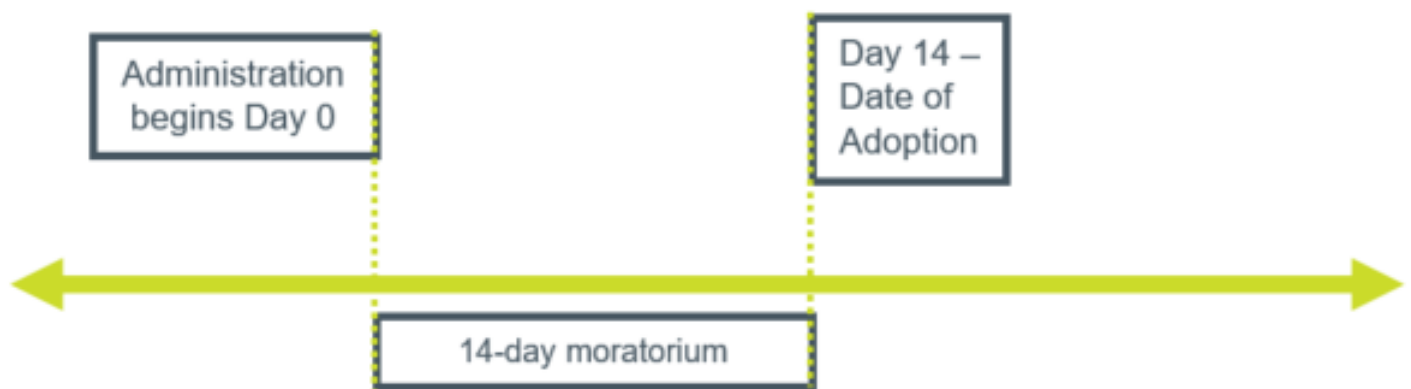 Administration
begins Day 0
Day 14 –
Date of
Adoption
14-day moratorium